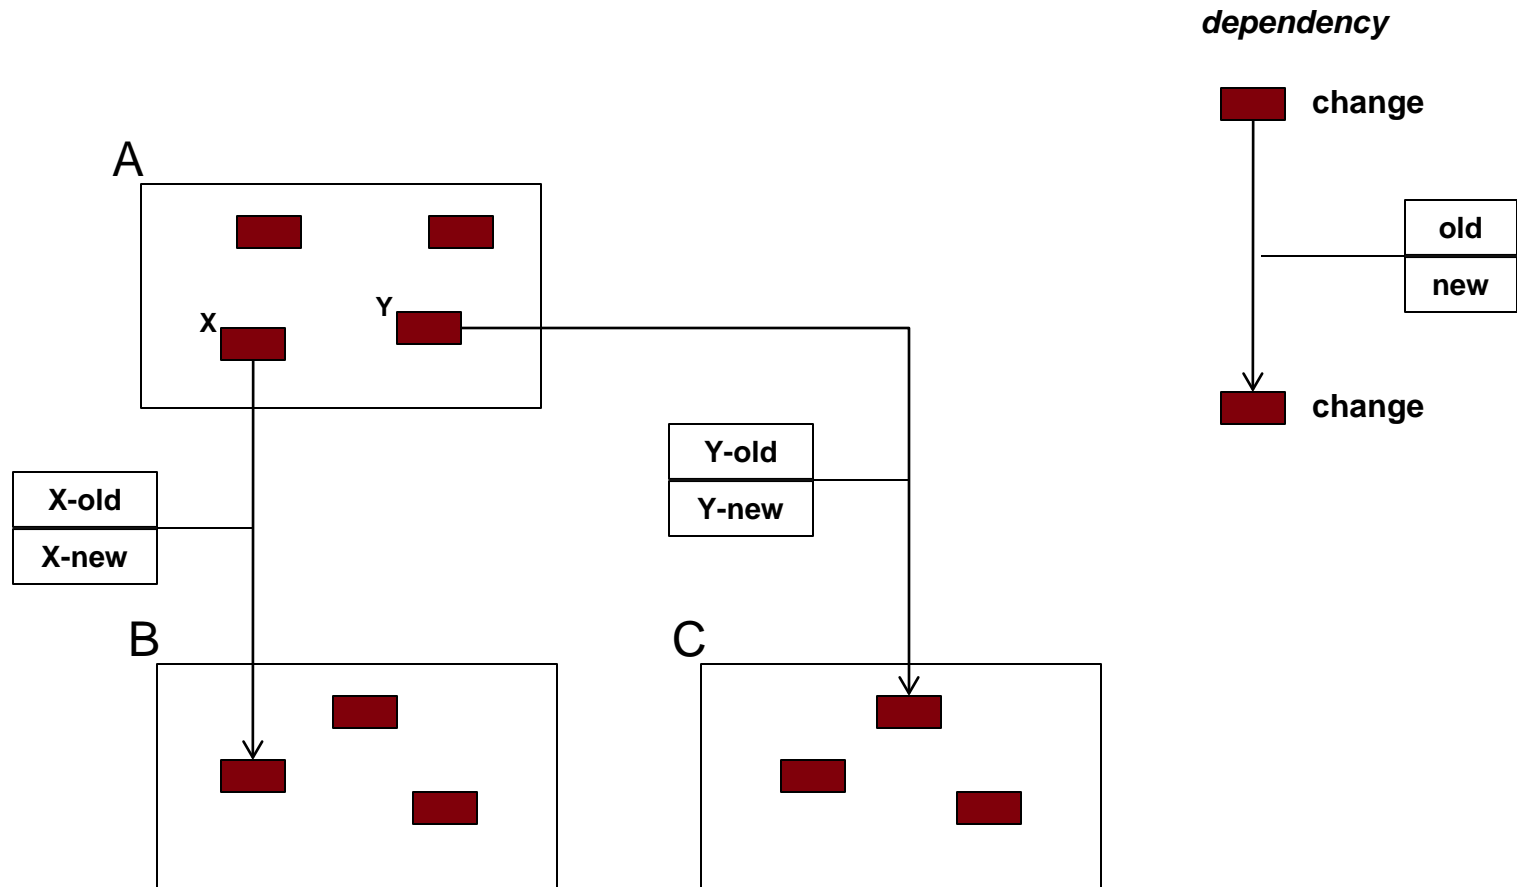 dependency
change
A
old
new
X
Y
change
Y-old
Y-new
X-old
X-new
B
C